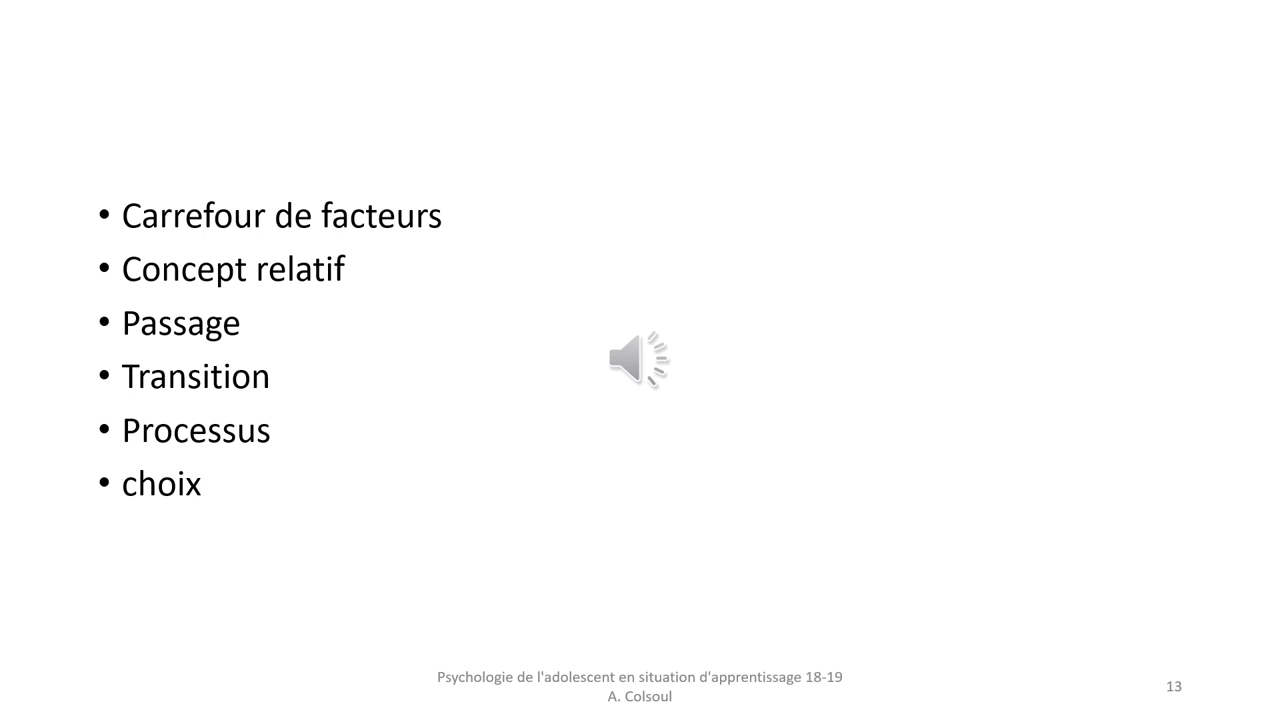 • Carrefour de facteurs
• Concept relatif
• Passage
• Transition
• Processus
• choix
Psychologie de l'adolescent en situation d'apprentissage 18-19
A. Colsoul
13